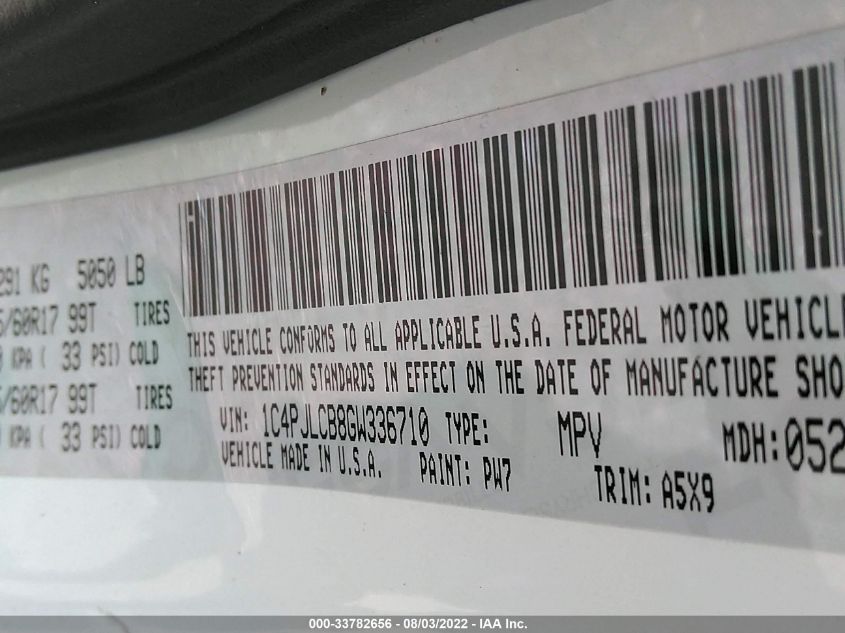 291 KG 5050 LB
5/60R17 99T TIRES
KPA ( 33 PSI) COLD
5/60R17 99T TIRES
KPA ( 33 PSI) COLD
THIS VEHICLE CONFORMS TO ALL APPLICABLE U.S.A. FEDERAL MOTOR VEHICLE
THEFT PREVENTION STANDARDS IN EFFECT ON THE DATE OF MANUFACTURE SHO
VIN: 1C4PJLCB8GW336710 TYPE: MPV MDH: 052
VEHICLE MADE IN U.S.A. PAINT: PW7 TRIM: A5X9
000-33782656 - 08/03/2022 - IAA Inc.